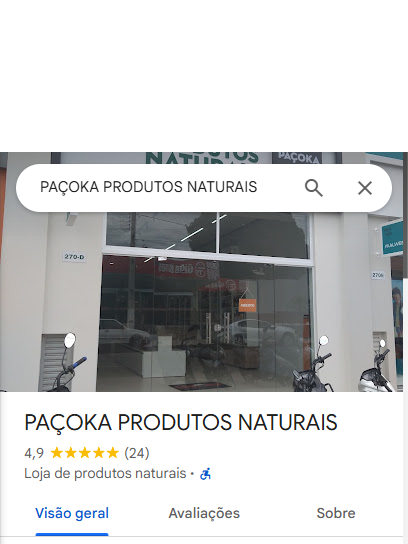 NATURAIS
PAÇOKA
PAÇOKA PRODUTOS NATURAIS
270-D
PAÇOKA PRODUTOS NATURAIS
4,9 (24)
Loja de produtos naturais •
Visão geral
Avaliações
Sobre